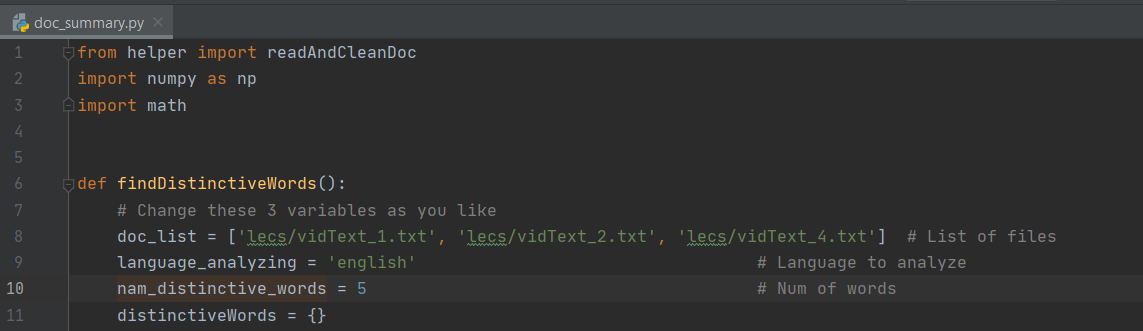 doc_summary.py
1 from helper import readAndCleanDoc
2 import numpy as np
3 import math
4
5
6 def findDistinctiveWords():
7 # Change these 3 variables as you like
8 doc_list = ['lecs/vidText_1.txt', 'lecs/vidText_2.txt', 'lecs/vidText_4.txt'] # List of files
9 language_analyzing = 'english' # Language to analyze
10 nam_distinctive_words = 5 # Num of words
11 distinctiveWords = {}